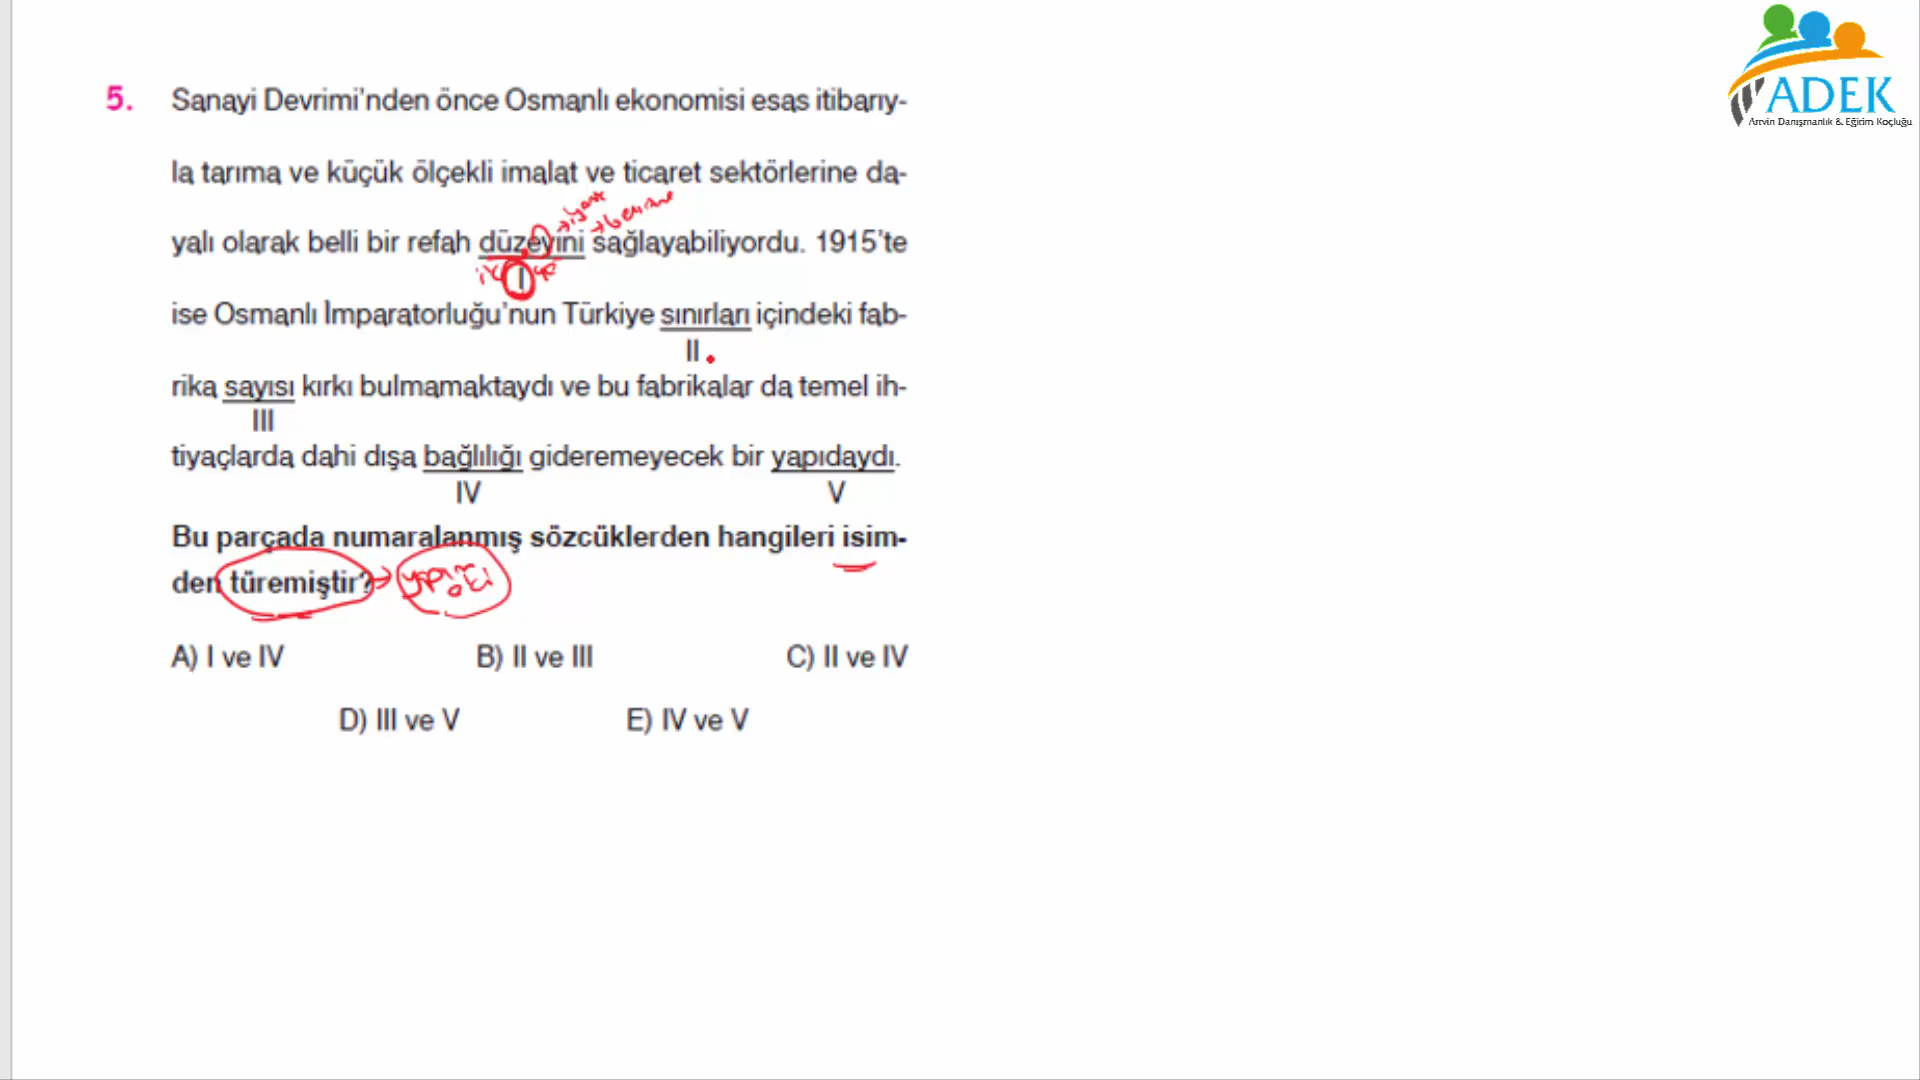 ADEK
Artvin Danışmanlık & Eğitim Koçluğu
5. Sanayi Devrimi'nden önce Osmanlı ekonomisi esas itibarıy-
la tarıma ve küçük ölçekli imalat ve ticaret sektörlerine da-
yalı olarak belli bir refah düzeyini sağlayabiliyordu. 1915'te
I
ise Osmanlı İmparatorluğu'nun Türkiye sınırları içindeki fab-
II
rika sayısı kırkı bulmamaktaydı ve bu fabrikalar da temel ih-
III
tiyaçlarda dahi dışa bağlılığı gideremeyecek bir yapıdaydı.
IV V
Bu parçada numaralanmış sözcüklerden hangileri isim-
den türemiştir?
A) I ve IV B) II ve III C) II ve IV
D) III ve V E) IV ve V